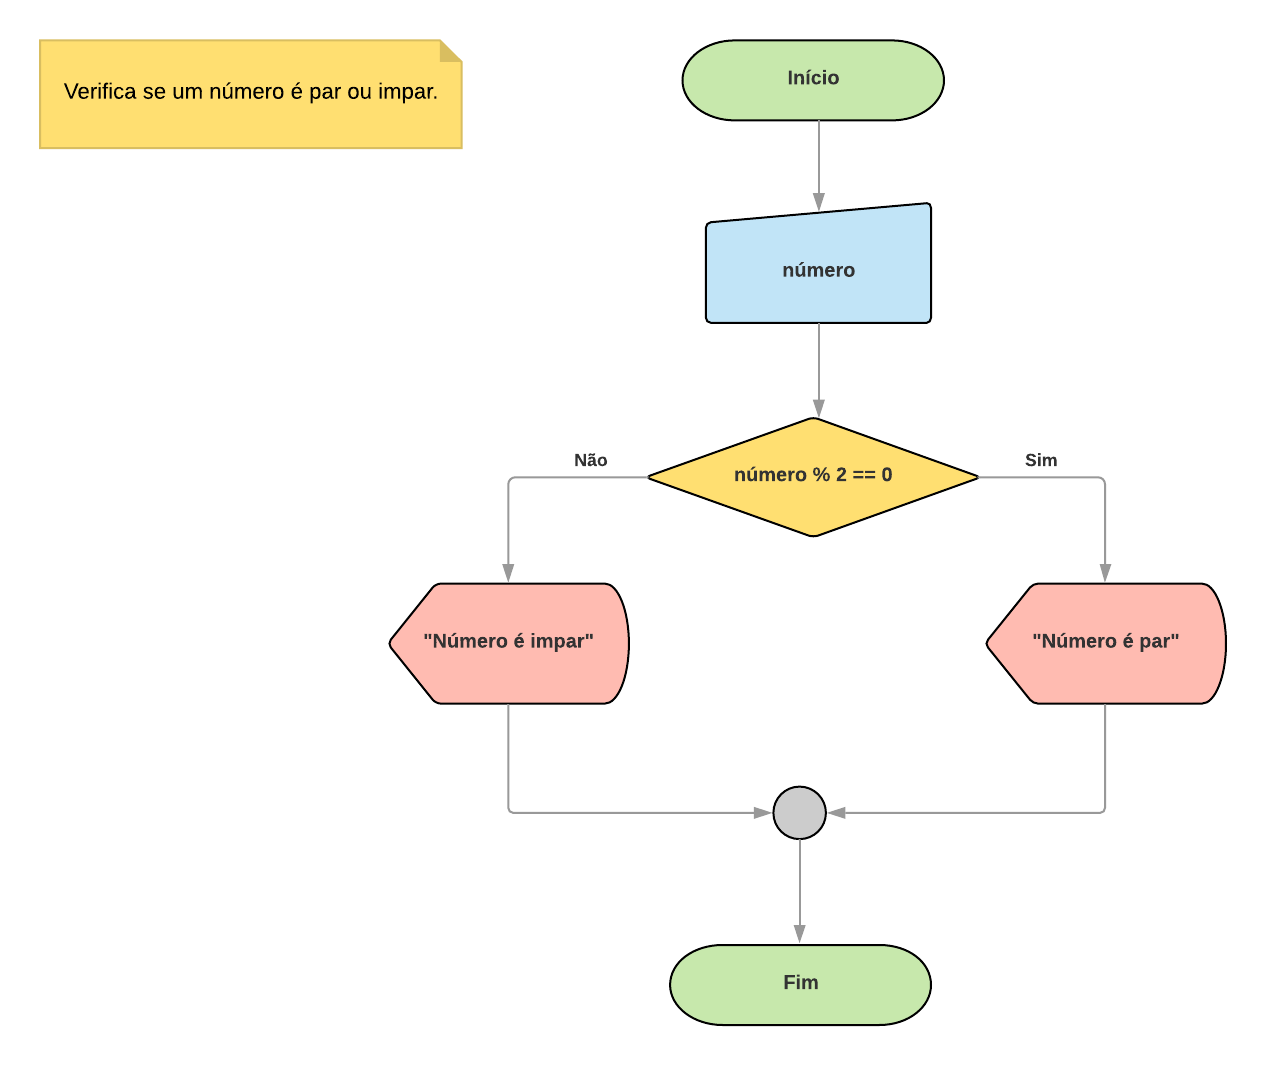 Verifica se um número é par ou impar.
Início
número
número % 2 == 0
Não
Sim
"Número é impar"
"Número é par"
Fim